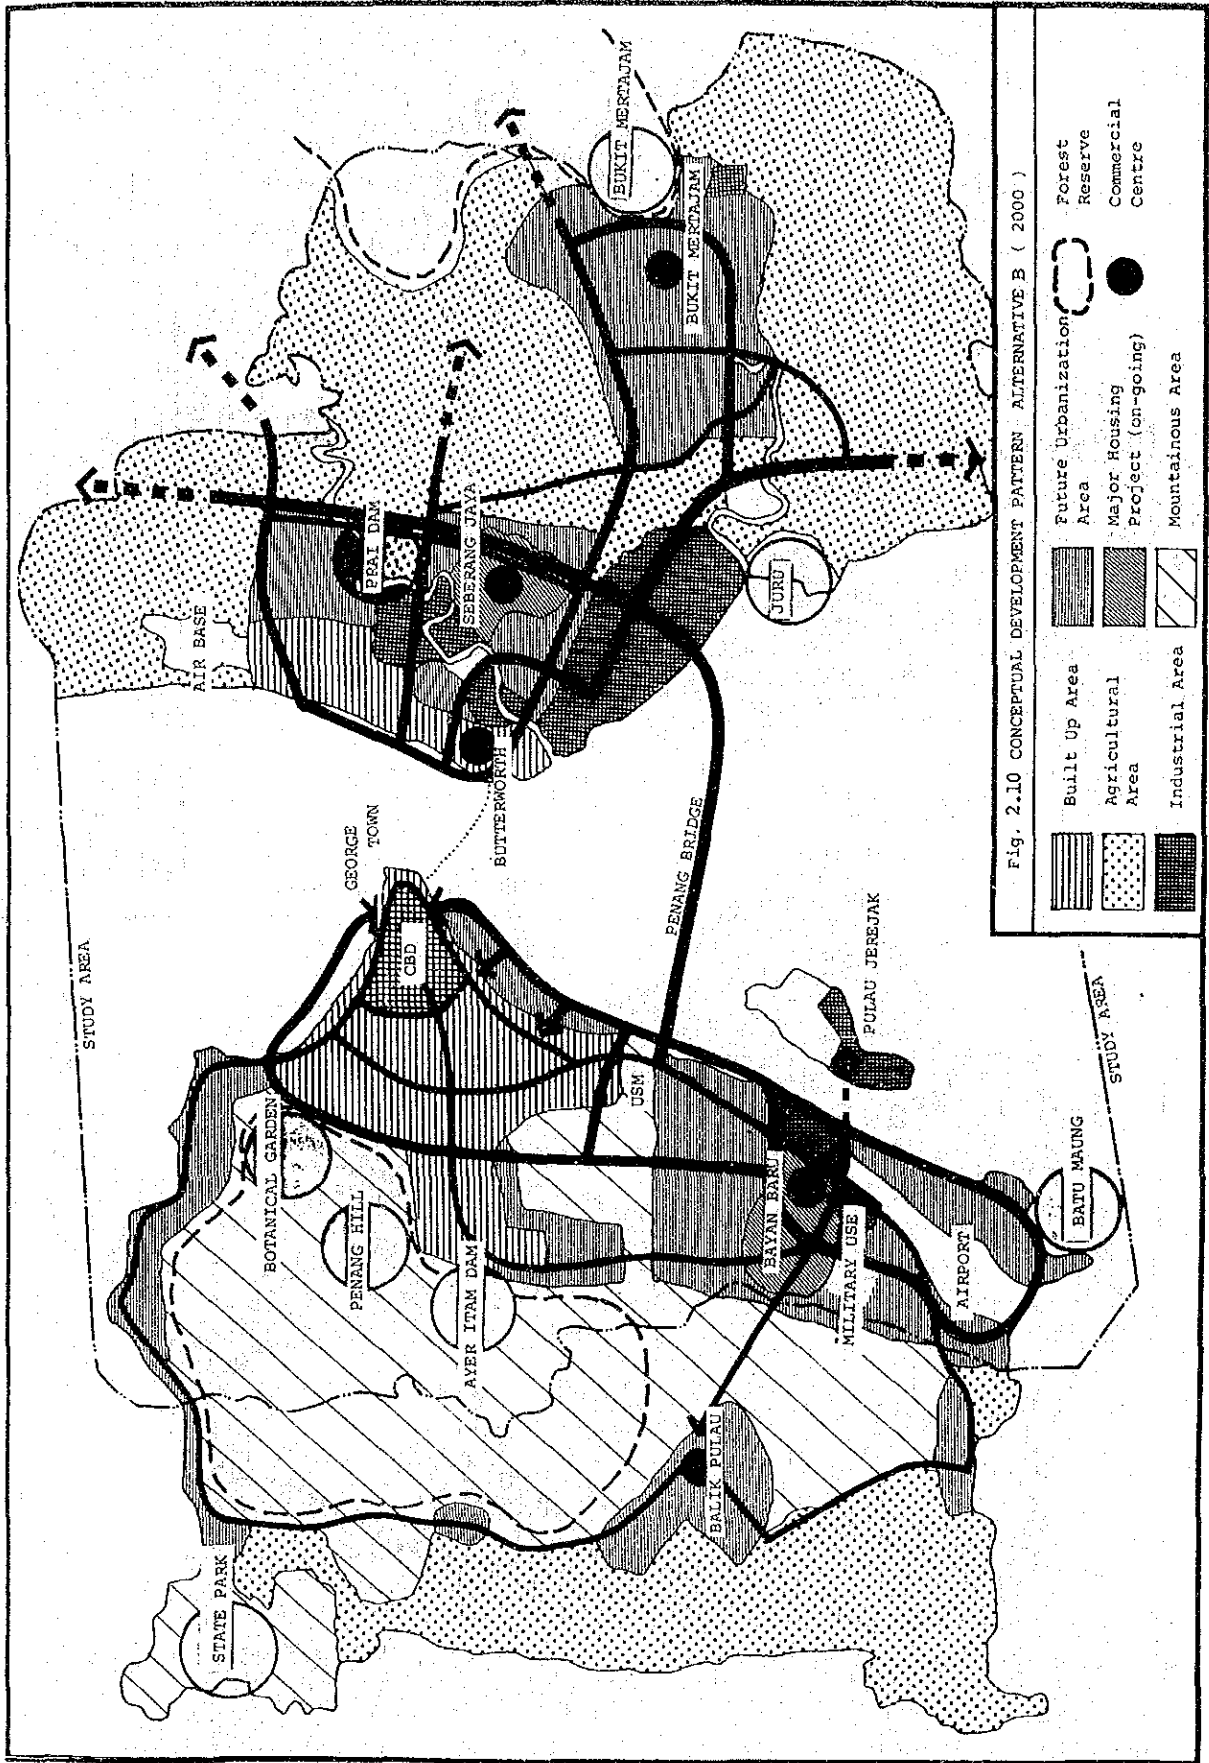 STUDY AREA
STATE PARK
BOTANICAL GARDEN
PENANG HILL
AYER ITAM DAM
GEORGE
TOWN
CBD
USM
BALIK PULAU
BAYAN BARU
MILITARY USE
AIRPORT
BATU MAUNG
STUDY AREA
PULAU JEREJAK
PENANG BRIDGE
BUTTERWORTH
AIR BASE
PRAI DAM
SEBERANG JAYA
JURU
BUKIT MERTAJAM
BUKIT MERTAJAM
Fig. 2.10 CONCEPTUAL DEVELOPMENT PATTERN ALTERNATIVE B ( 2000 )
Built Up Area
Agricultural
Area
Industrial Area
Future Urbanization
Area
Major Housing
Project (on-going)
Mountainous Area
Forest
Reserve
Commercial
Centre